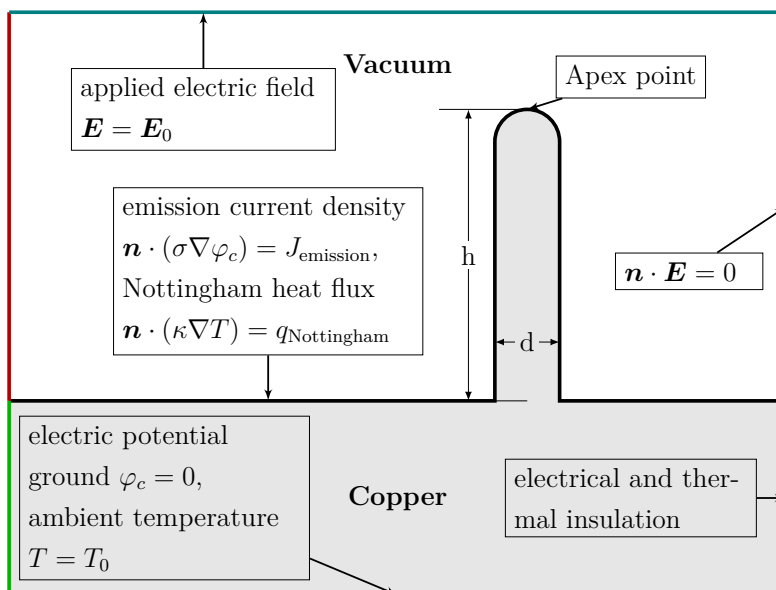 Vacuum
Apex point
applied electric field
E = E₀
emission current density
n · (σ∇φ_c) = J_emission,
Nottingham heat flux
n · (κ∇T) = q_Nottingham
h
d
n · E = 0
electric potential
ground φ_c = 0,
ambient temperature
T = T₀
Copper
electrical and ther-
mal insulation